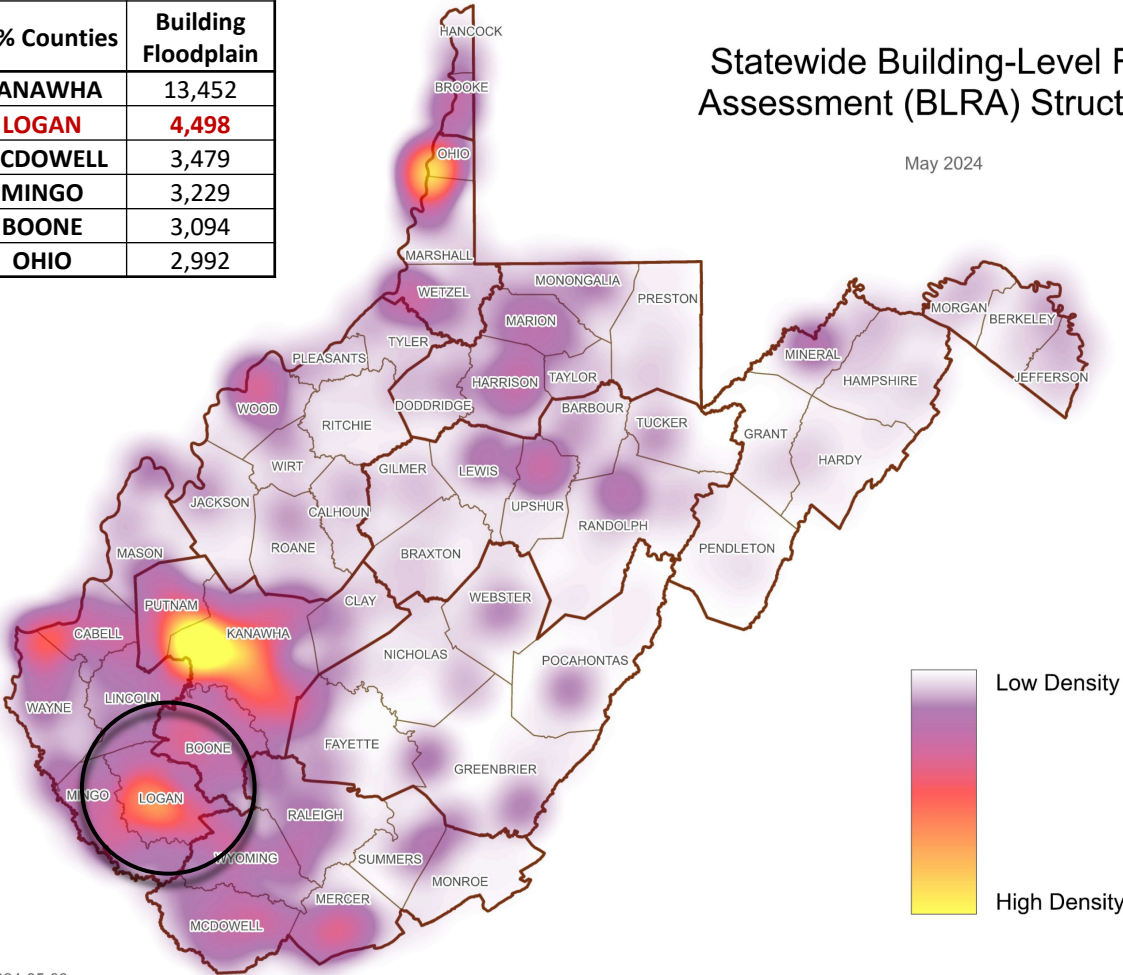 % Counties
Building
Floodplain
ANAWHA 13,452
LOGAN 4,498
CDOWELL 3,479
MINGO 3,229
BOONE 3,094
OHIO 2,992
Statewide Building-Level
Assessment (BLRA) Struct
May 2024
HANCOCK
BROOKE
OHIO
MARSHALL
WETZEL
MONONGALIA
PRESTON
MARION
TYLER
PLEASANTS
HARRISON
TAYLOR
DODDRIDGE
WOOD
RITCHIE
BARBOUR
TUCKER
MORGAN
BERKELEY
JEFFERSON
MINERAL
HAMPSHIRE
GRANT
HARDY
WIRT
GILMER
LEWIS
UPSHUR
RANDOLPH
PENDLETON
JACKSON
CALHOUN
ROANE
BRAXTON
MASON
PUTNAM
KANAWHA
CLAY
WEBSTER
CABELL
NICHOLAS
POCAHONTAS
WAYNE
LINCOLN
BOONE
FAYETTE
GREENBRIER
MINGO
LOGAN
RALEIGH
WYOMING
SUMMERS
MONROE
MERCER
MCDOWELL
Low Density
High Density